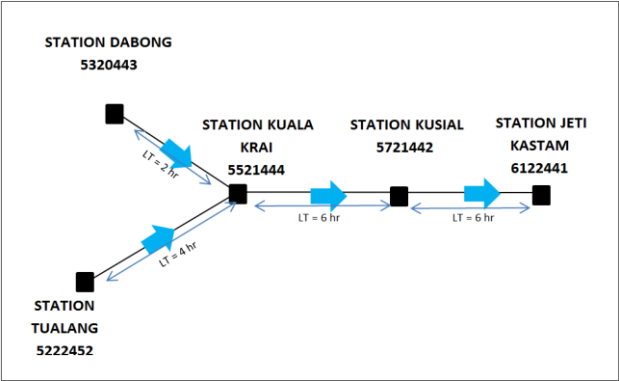 STATION DABONG
5320443
STATION KUALA
KRAI
5521444
STATION KUSIAL
5721442
STATION JETI
KASTAM
6122441
LT = 2 hr
LT = 6 hr
LT = 6 hr
LT = 4 hr
STATION
TUALANG
5222452